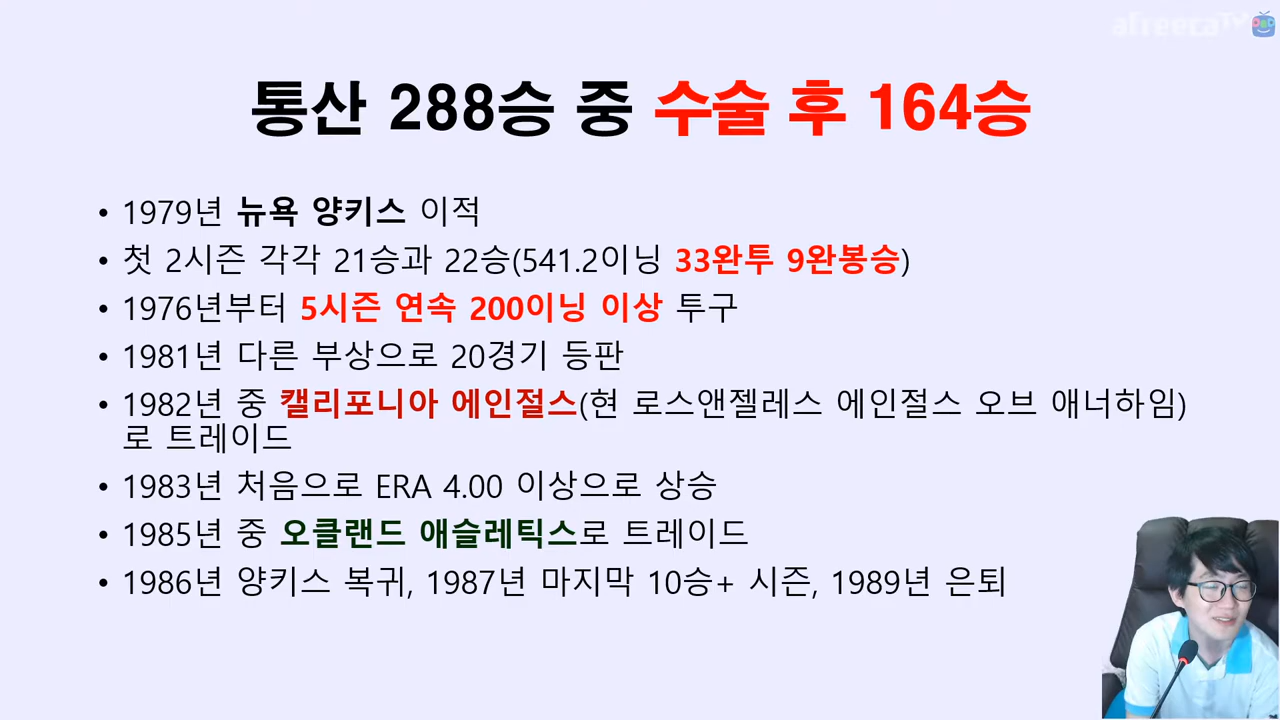 afreecaTV
통산 288승 중 수술 후 164승
• 1979년 뉴욕 양키스 이적
• 첫 2시즌 각각 21승과 22승(541.2이닝 33완투 9완봉승)
• 1976년부터 5시즌 연속 200이닝 이상 투구
• 1981년 다른 부상으로 20경기 등판
• 1982년 중 캘리포니아 에인절스(현 로스앤젤레스 에인절스 오브 애너하임)
로 트레이드
• 1983년 처음으로 ERA 4.00 이상으로 상승
• 1985년 중 오클랜드 애슬레틱스로 트레이드
• 1986년 양키스 복귀, 1987년 마지막 10승+ 시즌, 1989년 은퇴